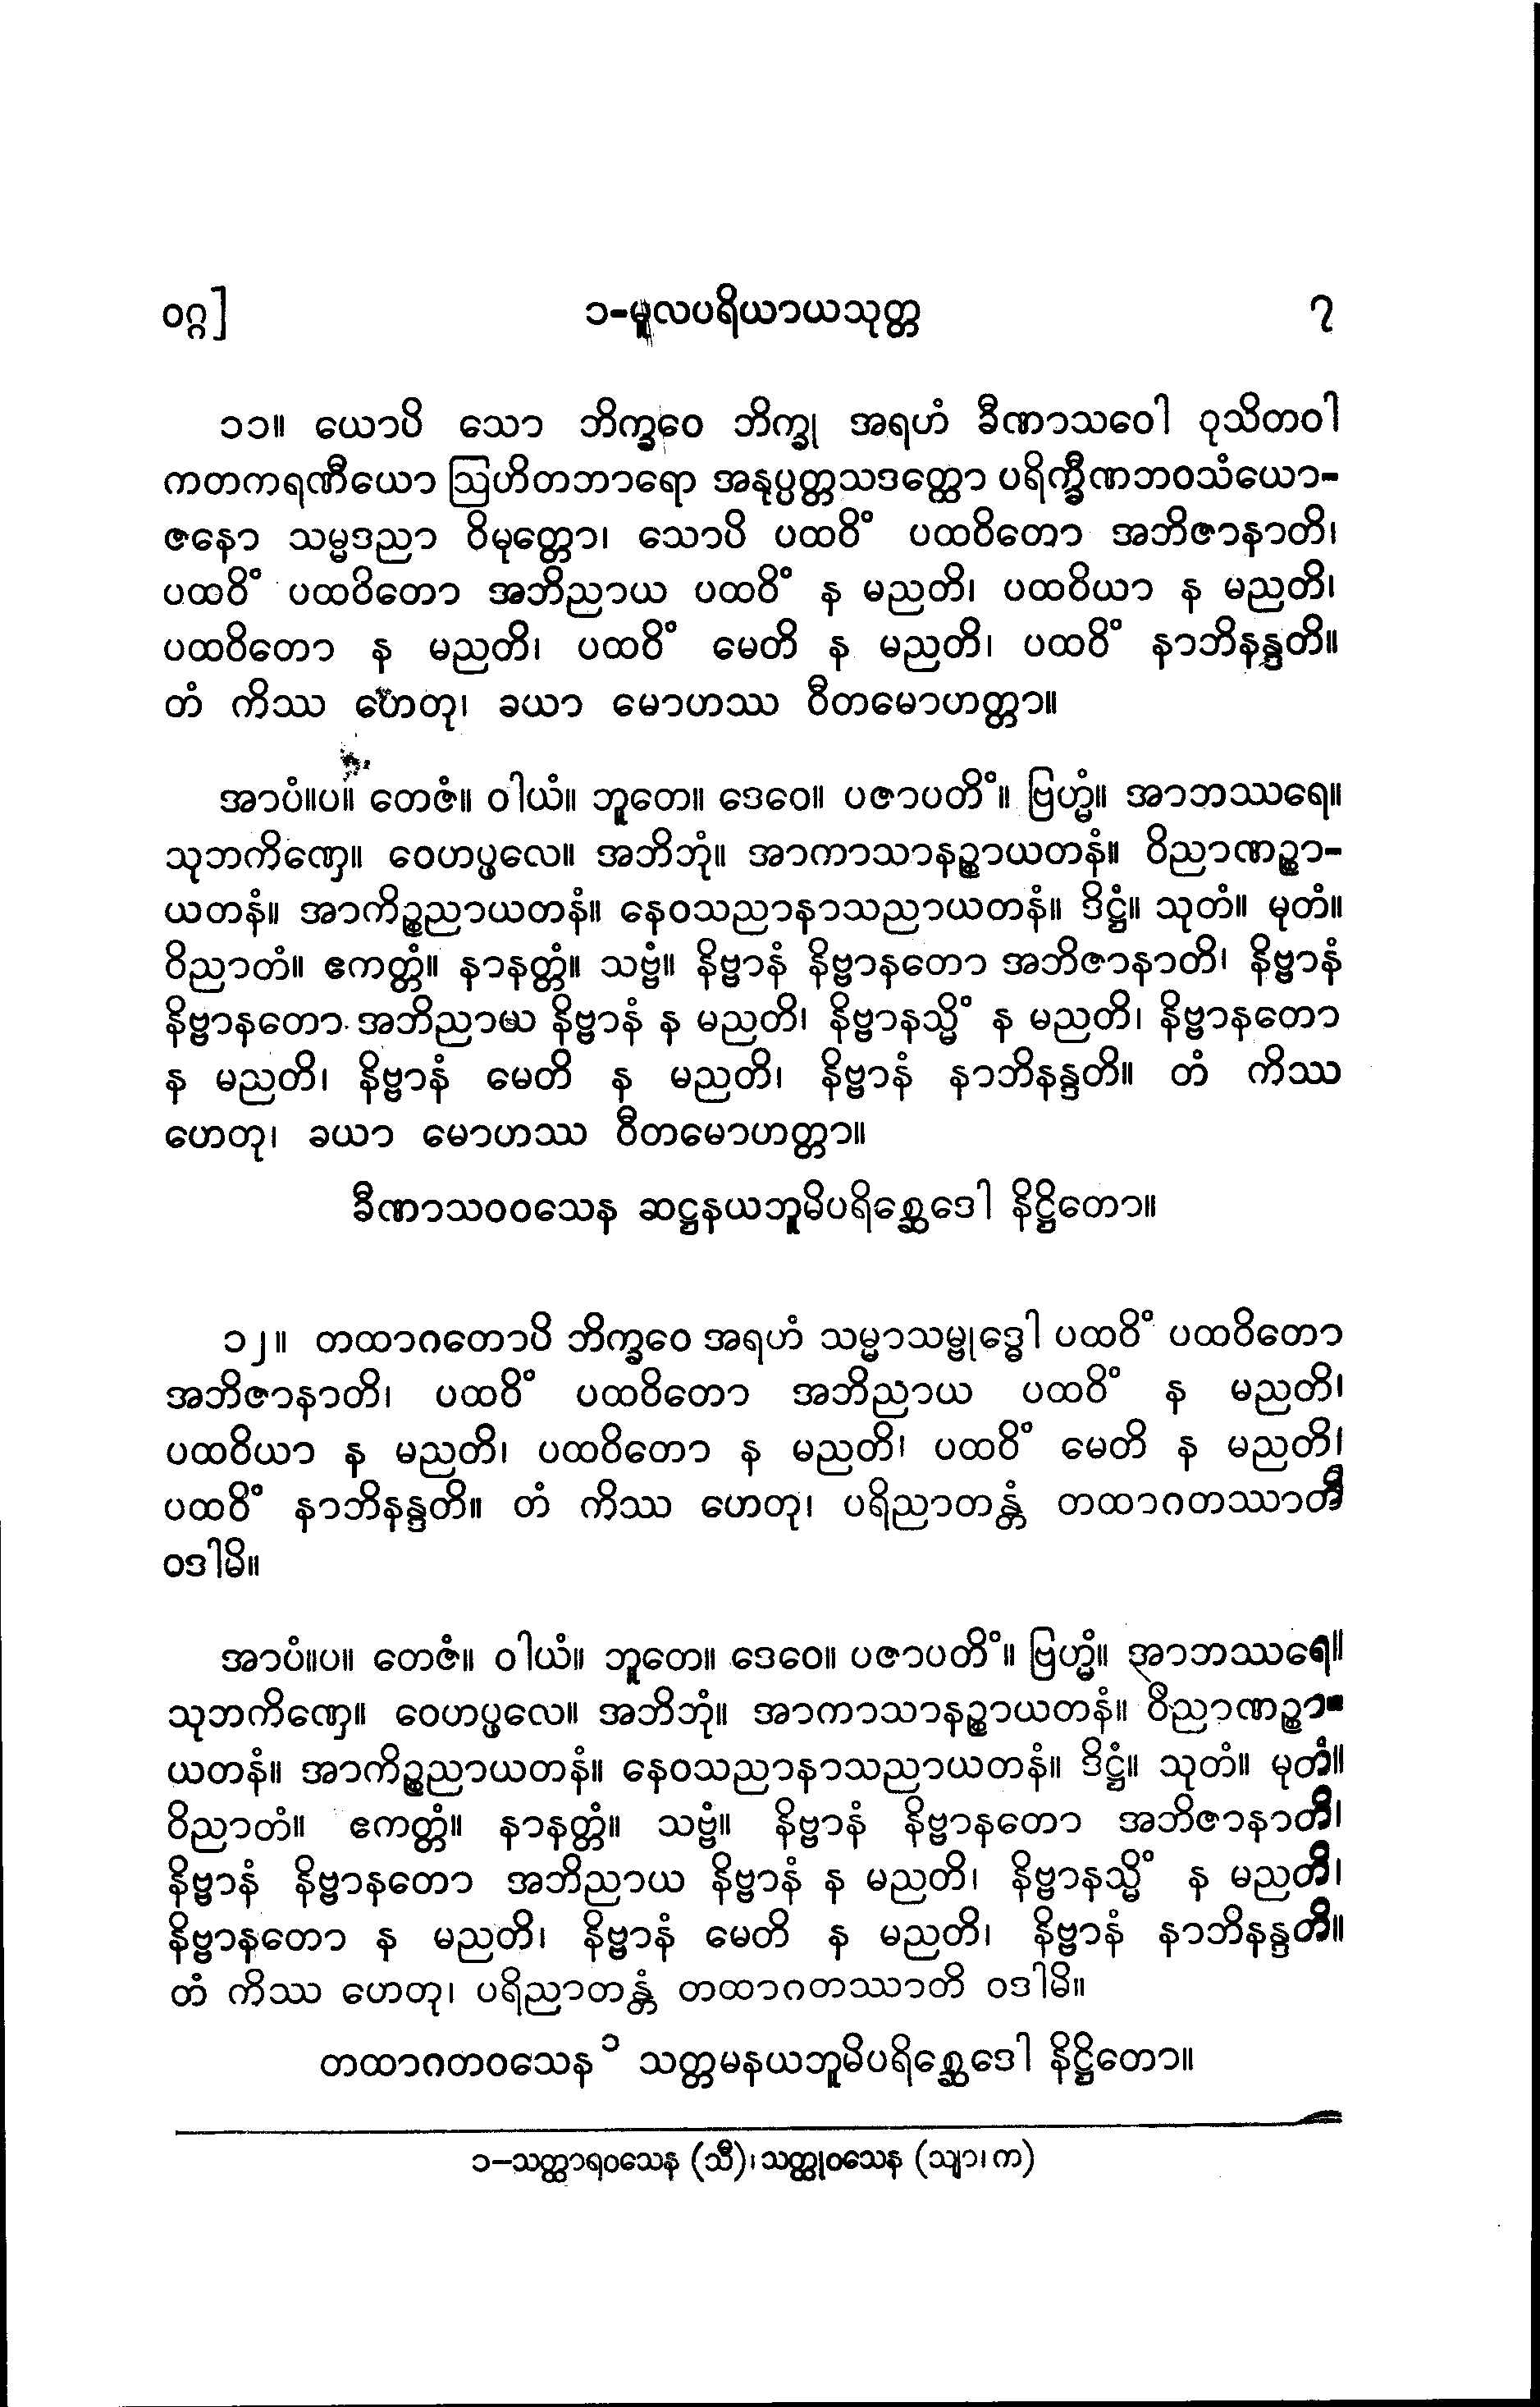 ဝဂ္ဂ]
၁-မူလပရိယာယသုတ္တ
၇
၁၁။ ယောပိ သော ဘိက္ခဝေ ဘိက္ခု အရဟံ ခီဏာသဝေါ ဝုသိတဝါ
ကတကရဏီယော ဩဟိတဘာရော အနုပ္ပတ္တသဒတ္ထော ပရိက္ခီဏဘဝသံယော-
ဇနော သမ္မဒညာ ဝိမုတ္တော၊ သောပိ ပထဝိံ ပထဝိတော အဘိဇာနာတိ၊
ပထဝိံ ပထဝိတော အဘိညာယ ပထဝိံ န မညတိ၊ ပထဝိယာ န မညတိ၊
ပထဝိတော န မညတိ၊ ပထဝိံ မေတိ န မညတိ၊ ပထဝိံ နာဘိနန္ဒတိ။
တံ ကိဿ ဟေတု၊ ခယာ မောဟဿ ဝီတမောဟတ္တာ။
အာပံ။ပ။ တေဇံ။ ဝါယံ။ ဘူတေ။ ဒေဝေ။ ပဇာပတိံ။ ဗြဟ္မံ။ အာဘဿရေ။
သုဘကိဏှေ။ ဝေဟပ္ဖလေ။ အဘိဘုံ။ အာကာသာနဉ္စာယတနံ။ ဝိညာဏဉ္စာ-
ယတနံ။ အာကိဉ္စညာယတနံ။ နေဝသညာနာသညာယတနံ။ ဒိဋ္ဌံ။ သုတံ။ မုတံ။
ဝိညာတံ။ ဧကတ္တံ။ နာနတ္တံ။ သဗ္ဗံ။ နိဗ္ဗာနံ နိဗ္ဗာနတော အဘိဇာနာတိ၊ နိဗ္ဗာနံ
နိဗ္ဗာနတော အဘိညာယ နိဗ္ဗာနံ န မညတိ၊ နိဗ္ဗာနသ္မိံ န မညတိ၊ နိဗ္ဗာနတော
န မညတိ၊ နိဗ္ဗာနံ မေတိ န မညတိ၊ နိဗ္ဗာနံ နာဘိနန္ဒတိ။ တံ ကိဿ
ဟေတု၊ ခယာ မောဟဿ ဝီတမောဟတ္တာ။
ခီဏာသဝဝသေန ဆဋ္ဌနယဘူမိပရိစ္ဆေဒေါ နိဋ္ဌိတော။
၁၂။ တထာဂတောပိ ဘိက္ခဝေ အရဟံ သမ္မာသမ္ဗုဒ္ဓေါ ပထဝိံ ပထဝိတော
အဘိဇာနာတိ၊ ပထဝိံ ပထဝိတော အဘိညာယ ပထဝိံ န မညတိ၊
ပထဝိယာ န မညတိ၊ ပထဝိတော န မညတိ၊ ပထဝိံ မေတိ န မညတိ၊
ပထဝိံ နာဘိနန္ဒတိ။ တံ ကိဿ ဟေတု၊ ပရိညာတန္တံ တထာဂတဿာတိ
ဝဒါမိ။
အာပံ။ပ။ တေဇံ။ ဝါယံ။ ဘူတေ။ ဒေဝေ။ ပဇာပတိံ။ ဗြဟ္မံ။ အာဘဿရေ။
သုဘကိဏှေ။ ဝေဟပ္ဖလေ။ အဘိဘုံ။ အာကာသာနဉ္စာယတနံ။ ဝိညာဏဉ္စာ-
ယတနံ။ အာကိဉ္စညာယတနံ။ နေဝသညာနာသညာယတနံ။ ဒိဋ္ဌံ။ သုတံ။ မုတံ။
ဝိညာတံ။ ဧကတ္တံ။ နာနတ္တံ။ သဗ္ဗံ။ နိဗ္ဗာနံ နိဗ္ဗာနတော အဘိဇာနာတိ၊
နိဗ္ဗာနံ နိဗ္ဗာနတော အဘိညာယ နိဗ္ဗာနံ န မညတိ၊ နိဗ္ဗာနသ္မိံ န မညတိ၊
နိဗ္ဗာနတော န မညတိ၊ နိဗ္ဗာနံ မေတိ န မညတိ၊ နိဗ္ဗာနံ နာဘိနန္ဒတိ။
တံ ကိဿ ဟေတု၊ ပရိညာတန္တံ တထာဂတဿာတိ ဝဒါမိ။
တထာဂတဝသေန ၁ သတ္တမနယဘူမိပရိစ္ဆေဒေါ နိဋ္ဌိတော။
၁-သတ္ထာရဝသေန (သီ)၊ သတ္ထုဝသေန (သျာ၊ က)